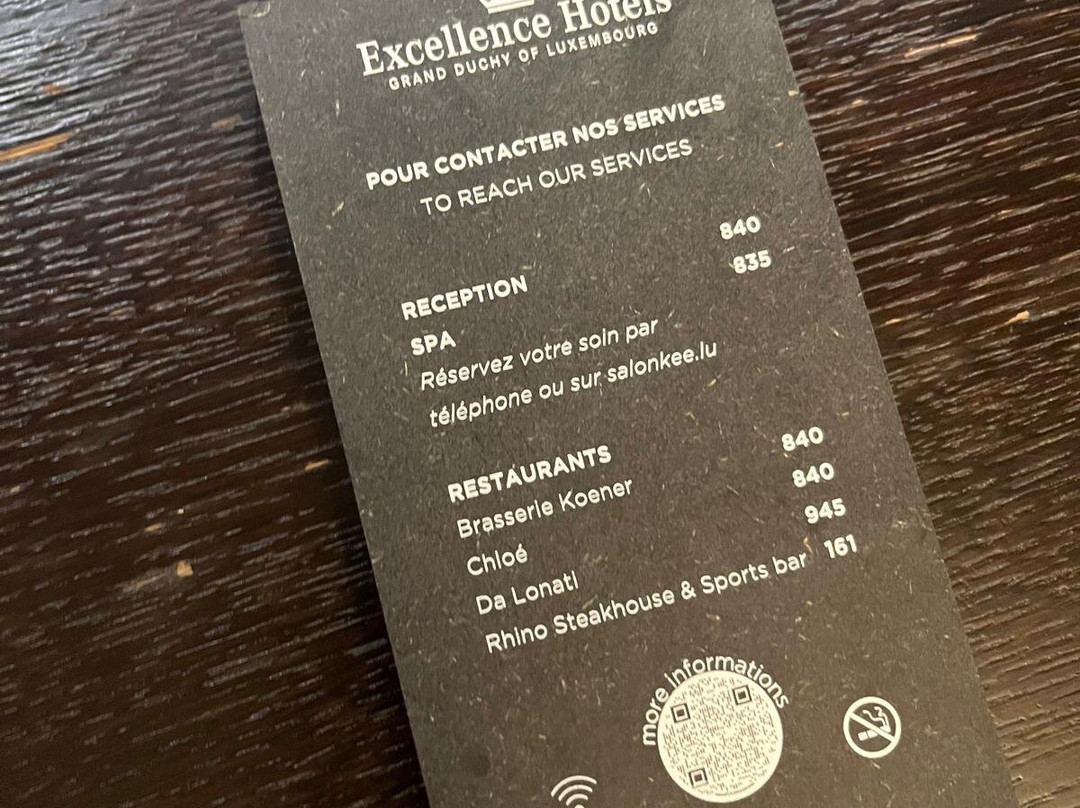 Excellence Hotels
GRAND DUCHY OF LUXEMBOURG
POUR CONTACTER NOS SERVICES
TO REACH OUR SERVICES
RECEPTION 840
SPA 835
Réservez votre soin par
téléphone ou sur salonkee.lu
RESTAURANTS
Brasserie Koener 840
Chloé 840
Da Lonati 945
Rhino Steakhouse & Sports bar 161
more informations